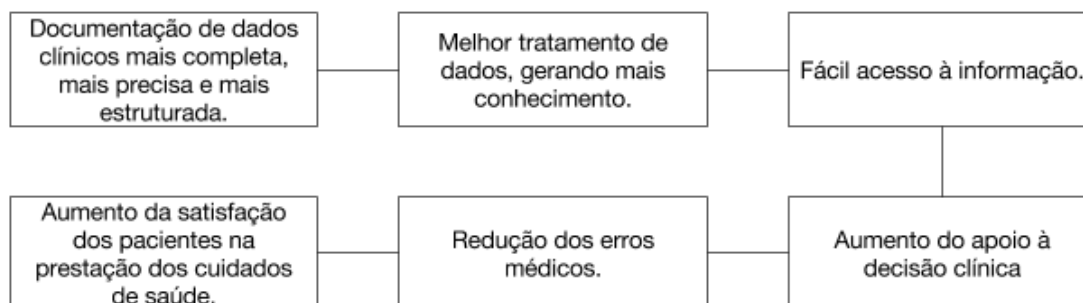 Documentação de dados
clínicos mais completa,
mais precisa e mais
estruturada.
Melhor tratamento de
dados, gerando mais
conhecimento.
Fácil acesso à informação.
Aumento da satisfação
dos pacientes na
prestação dos cuidados
de saúde.
Redução dos erros
médicos.
Aumento do apoio à
decisão clínica